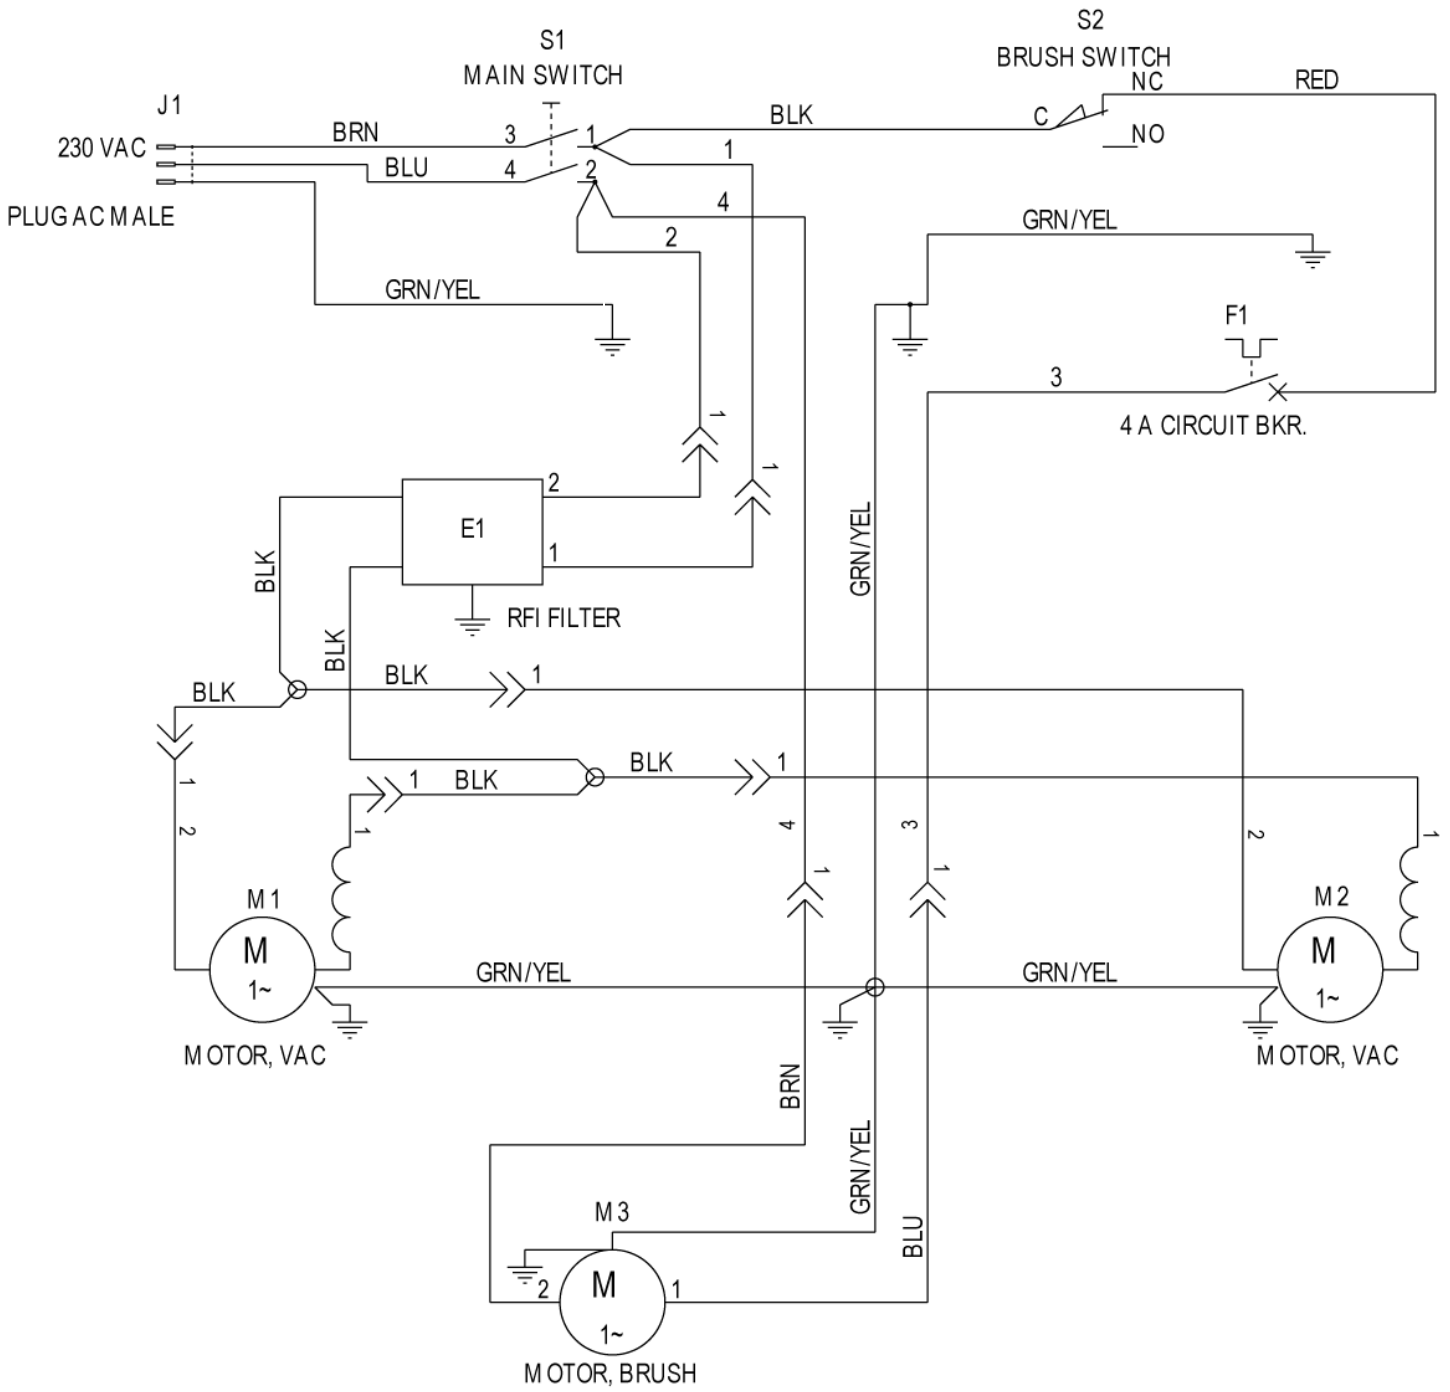 S2
BRUSH SWITCH
S1
MAIN SWITCH
NC
RED
J1
BLK
C
230 VAC
BRN
3
1
NO
1
BLU
4
2
PLUG AC MALE
4
GRN/YEL
2
GRN/YEL
F1
3
4 A CIRCUIT BKR.
1
1
2
E1
1
GRN/YEL
BLK
RFI FILTER
BLK
BLK
1
BLK
BLK
1
1
BLK
1
2
1
4
3
2
1
1
1
M1
M2
M
1~
M
1~
GRN/YEL
GRN/YEL
MOTOR, VAC
MOTOR, VAC
BRN
GRN/YEL
BLU
M3
2
M
1
1~
MOTOR, BRUSH